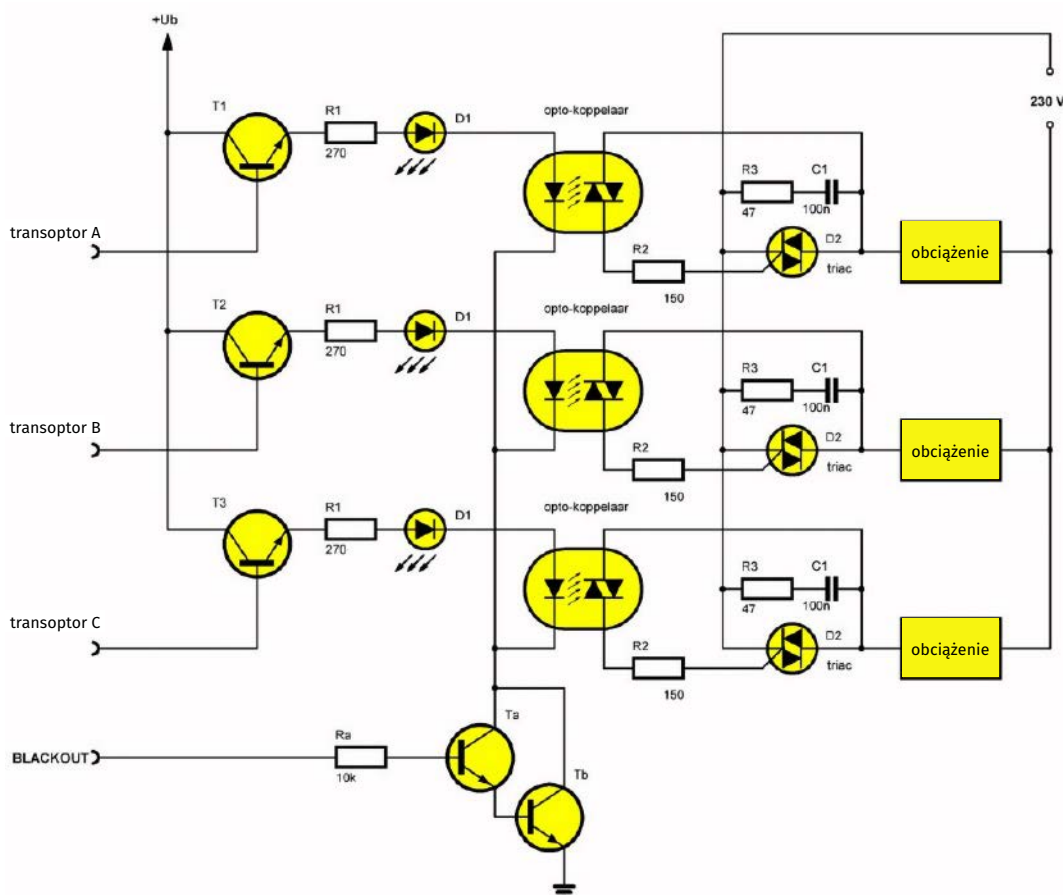 +Ub
T1
R1
270
D1
opto-koppelaar
230 V
R3
47
C1
100n
D2
triac
R2
150
transoptor A
obciążenie
T2
R1
270
D1
opto-koppelaar
R3
47
C1
100n
D2
triac
R2
150
transoptor B
obciążenie
T3
R1
270
D1
opto-koppelaar
R3
47
C1
100n
D2
triac
R2
150
transoptor C
obciążenie
Ta
BLACKOUT
Ra
10k
Tb